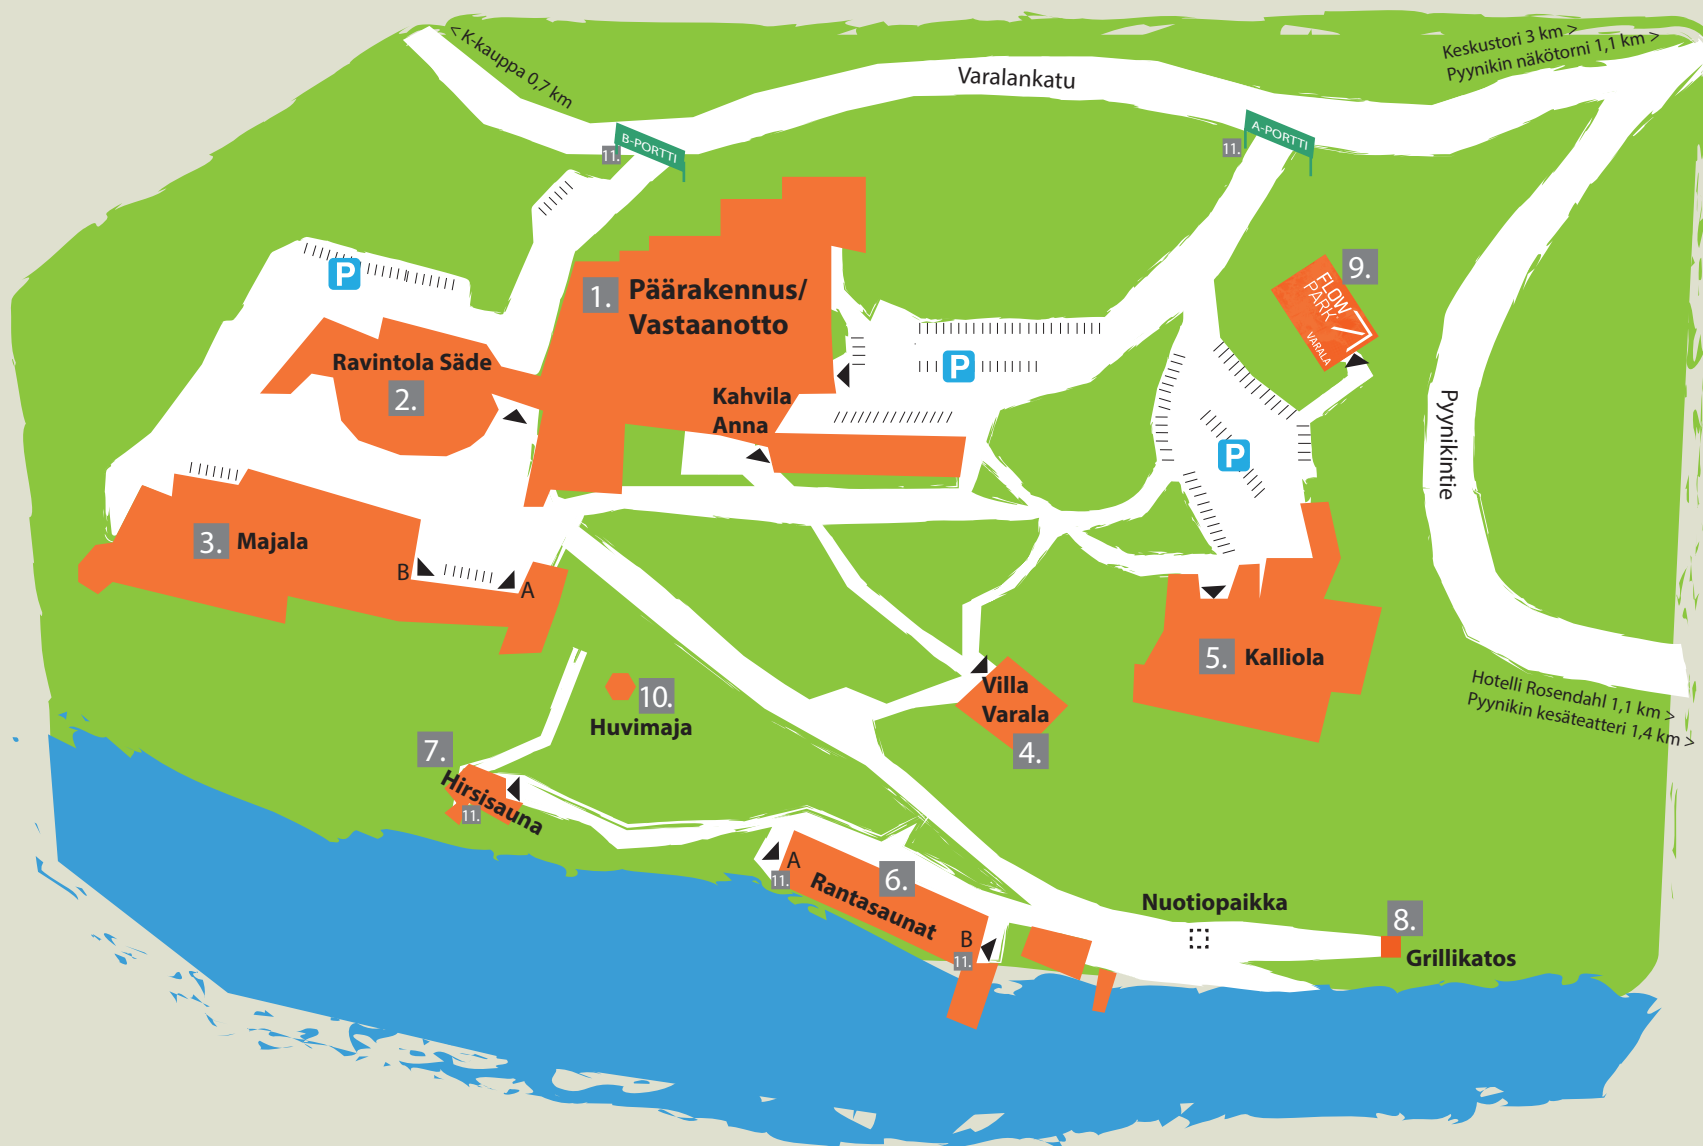 < K-kauppa 0,7 km
Varalankatu
Keskustori 3 km >
Pyynikin näkötorni 1,1 km >
B-PORTTI
11.
A-PORTTI
11.
P
1. Päärakennus/
Vastaanotto
9.
FLOW
PARK
VARALA
Ravintola Säde
2.
P
Kahvila
Anna
P
Pyynikintie
3. Majala
B
A
5. Kalliola
Villa
Varala
4.
Hotelli Rosendahl 1,1 km >
Pyynikin kesäteatteri 1,4 km >
10.
Huvimaja
7.
Hirsisauna
11.
A
11.
6.
Rantasaunat
B
11.
Nuotiopaikka
8.
Grillikatos